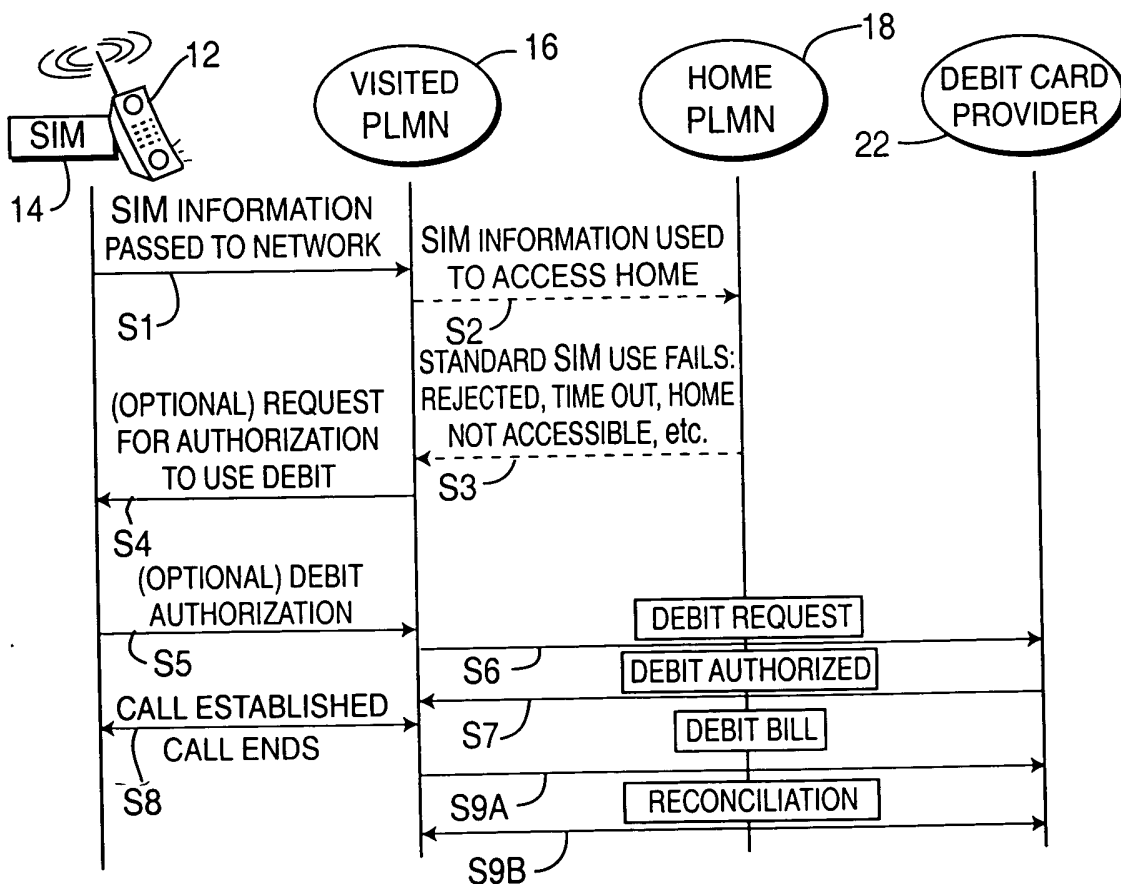 12
SIM
14
VISITED
PLMN
16
HOME
PLMN
18
DEBIT CARD
PROVIDER
22
SIM INFORMATION
PASSED TO NETWORK
S1
SIM INFORMATION USED
TO ACCESS HOME
S2
STANDARD SIM USE FAILS:
REJECTED, TIME OUT, HOME
NOT ACCESSIBLE, etc.
S3
(OPTIONAL) REQUEST
FOR AUTHORIZATION
TO USE DEBIT
S4
(OPTIONAL) DEBIT
AUTHORIZATION
S5
DEBIT REQUEST
S6
DEBIT AUTHORIZED
S7
CALL ESTABLISHED
CALL ENDS
S8
DEBIT BILL
S9A
RECONCILIATION
S9B